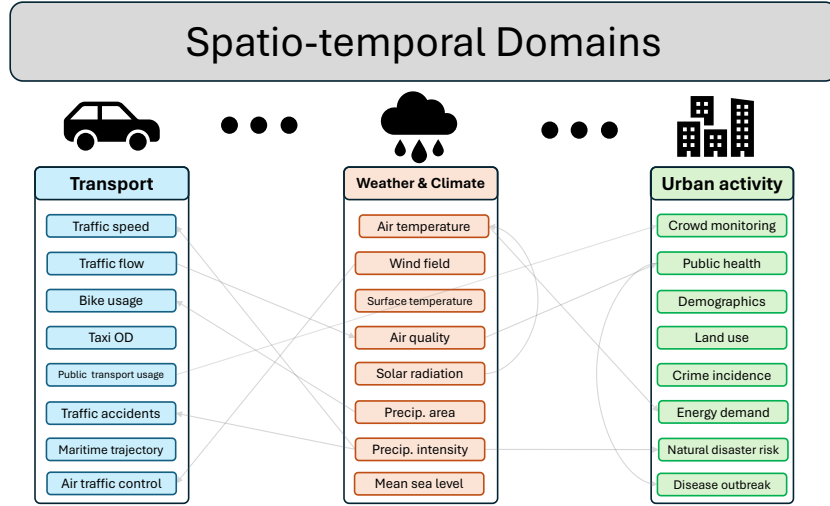 Spatio-temporal Domains
Transport
Traffic speed
Traffic flow
Bike usage
Taxi OD
Public transport usage
Traffic accidents
Maritime trajectory
Air traffic control
Weather & Climate
Air temperature
Wind field
Surface temperature
Air quality
Solar radiation
Precip. area
Precip. intensity
Mean sea level
Urban activity
Crowd monitoring
Public health
Demographics
Land use
Crime incidence
Energy demand
Natural disaster risk
Disease outbreak